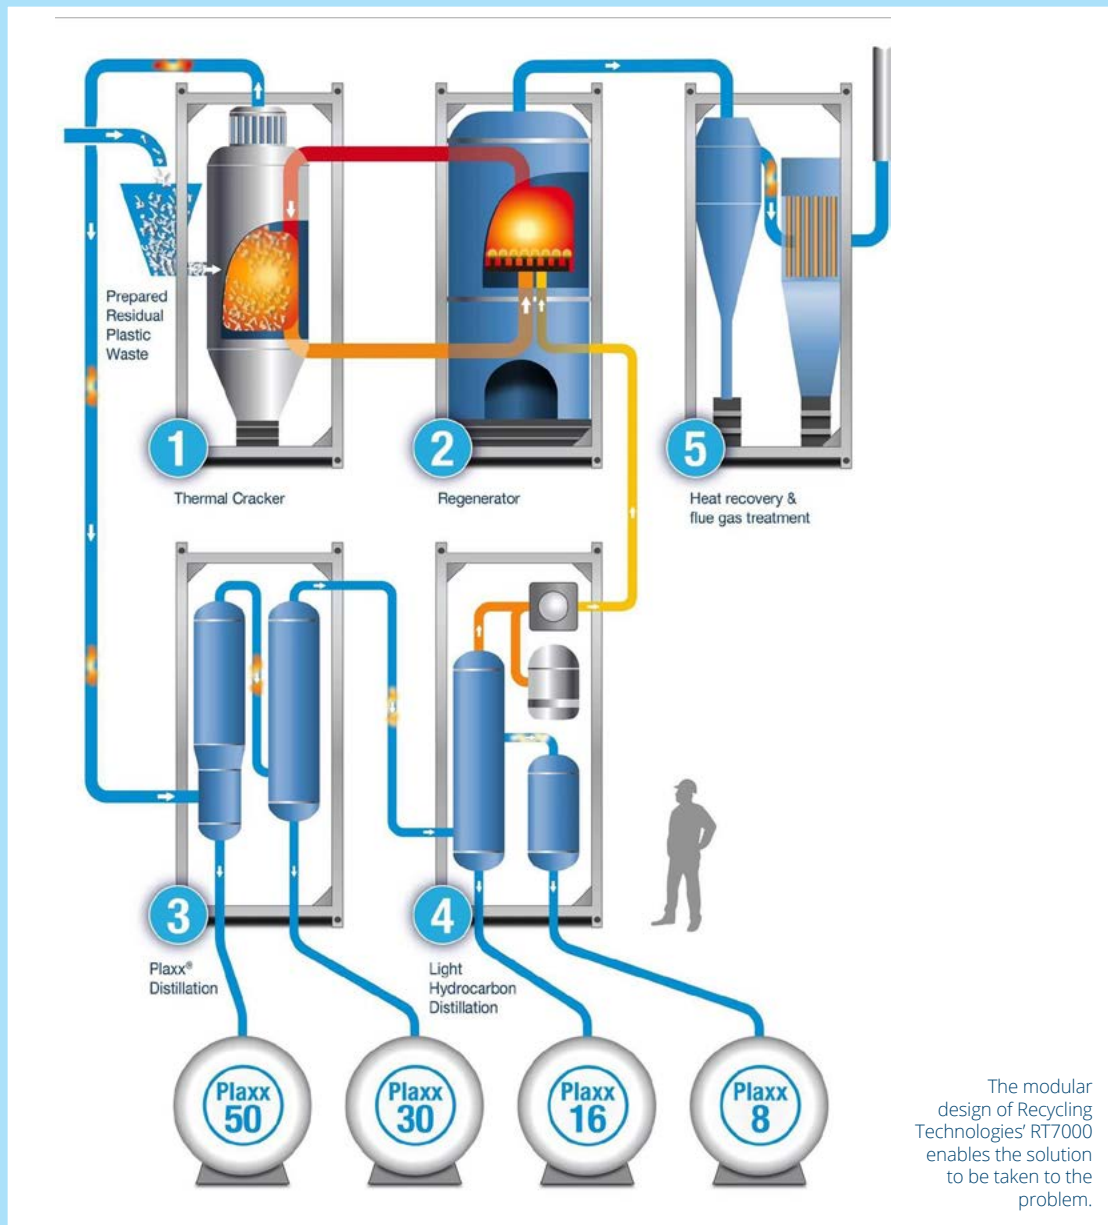 Prepared
Residual
Plastic
Waste
1
Thermal Cracker
2
Regenerator
5
Heat recovery &
flue gas treatment
3
Plaxx®
Distillation
4
Light
Hydrocarbon
Distillation
Plaxx
50
Plaxx
30
Plaxx
16
Plaxx
8
The modular
design of Recycling
Technologies’ RT7000
enables the solution
to be taken to the
problem.